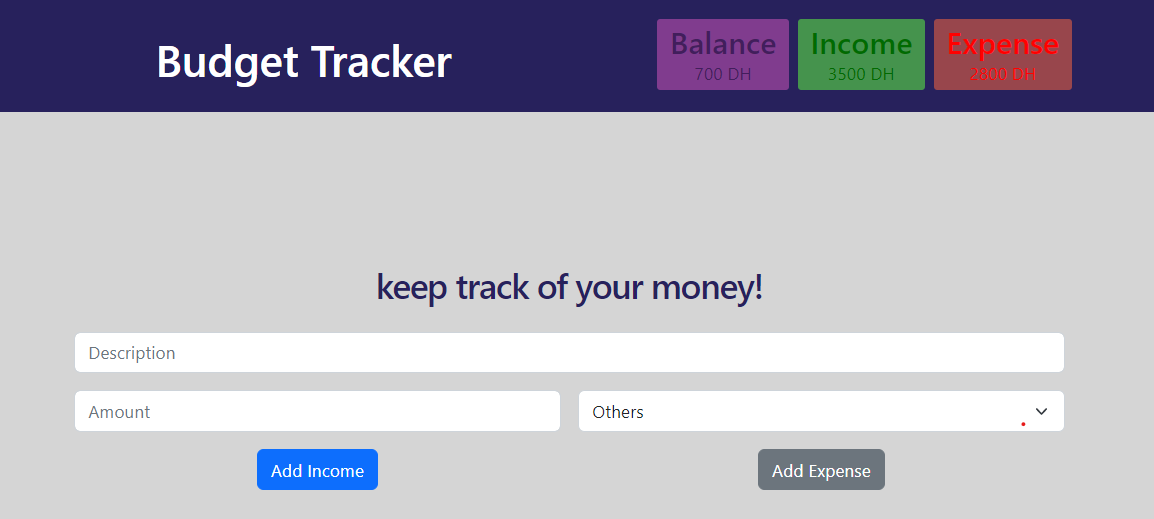 Budget Tracker
Balance
700 DH
Income
3500 DH
Expense
2800 DH
keep track of your money!
Description
Amount
Others
Add Income
Add Expense